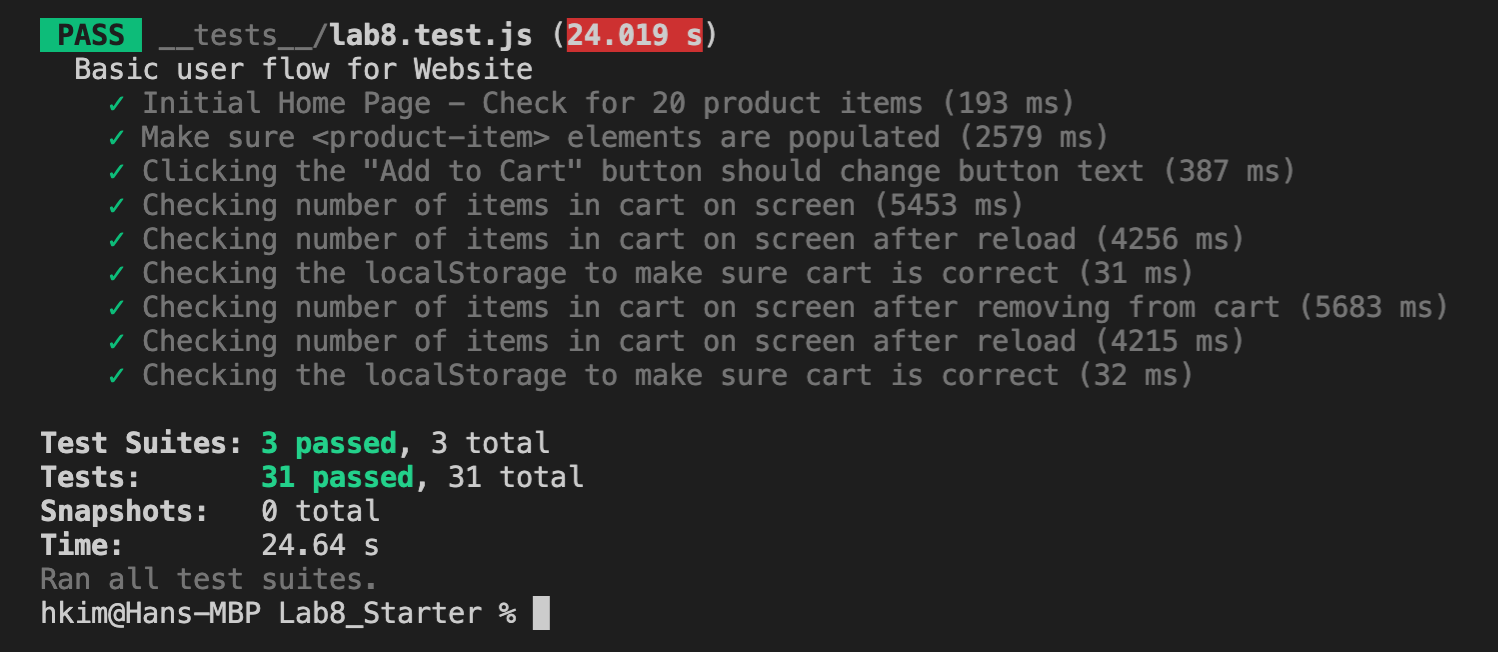 PASS __tests__/lab8.test.js (24.019 s)
Basic user flow for Website
✓ Initial Home Page – Check for 20 product items (193 ms)
✓ Make sure <product-item> elements are populated (2579 ms)
✓ Clicking the "Add to Cart" button should change button text (387 ms)
✓ Checking number of items in cart on screen (5453 ms)
✓ Checking number of items in cart on screen after reload (4256 ms)
✓ Checking the localStorage to make sure cart is correct (31 ms)
✓ Checking number of items in cart on screen after removing from cart (5683 ms)
✓ Checking number of items in cart on screen after reload (4215 ms)
✓ Checking the localStorage to make sure cart is correct (32 ms)
Test Suites: 3 passed, 3 total
Tests: 31 passed, 31 total
Snapshots: 0 total
Time: 24.64 s
Ran all test suites.
hkim@Hans-MBP Lab8_Starter %